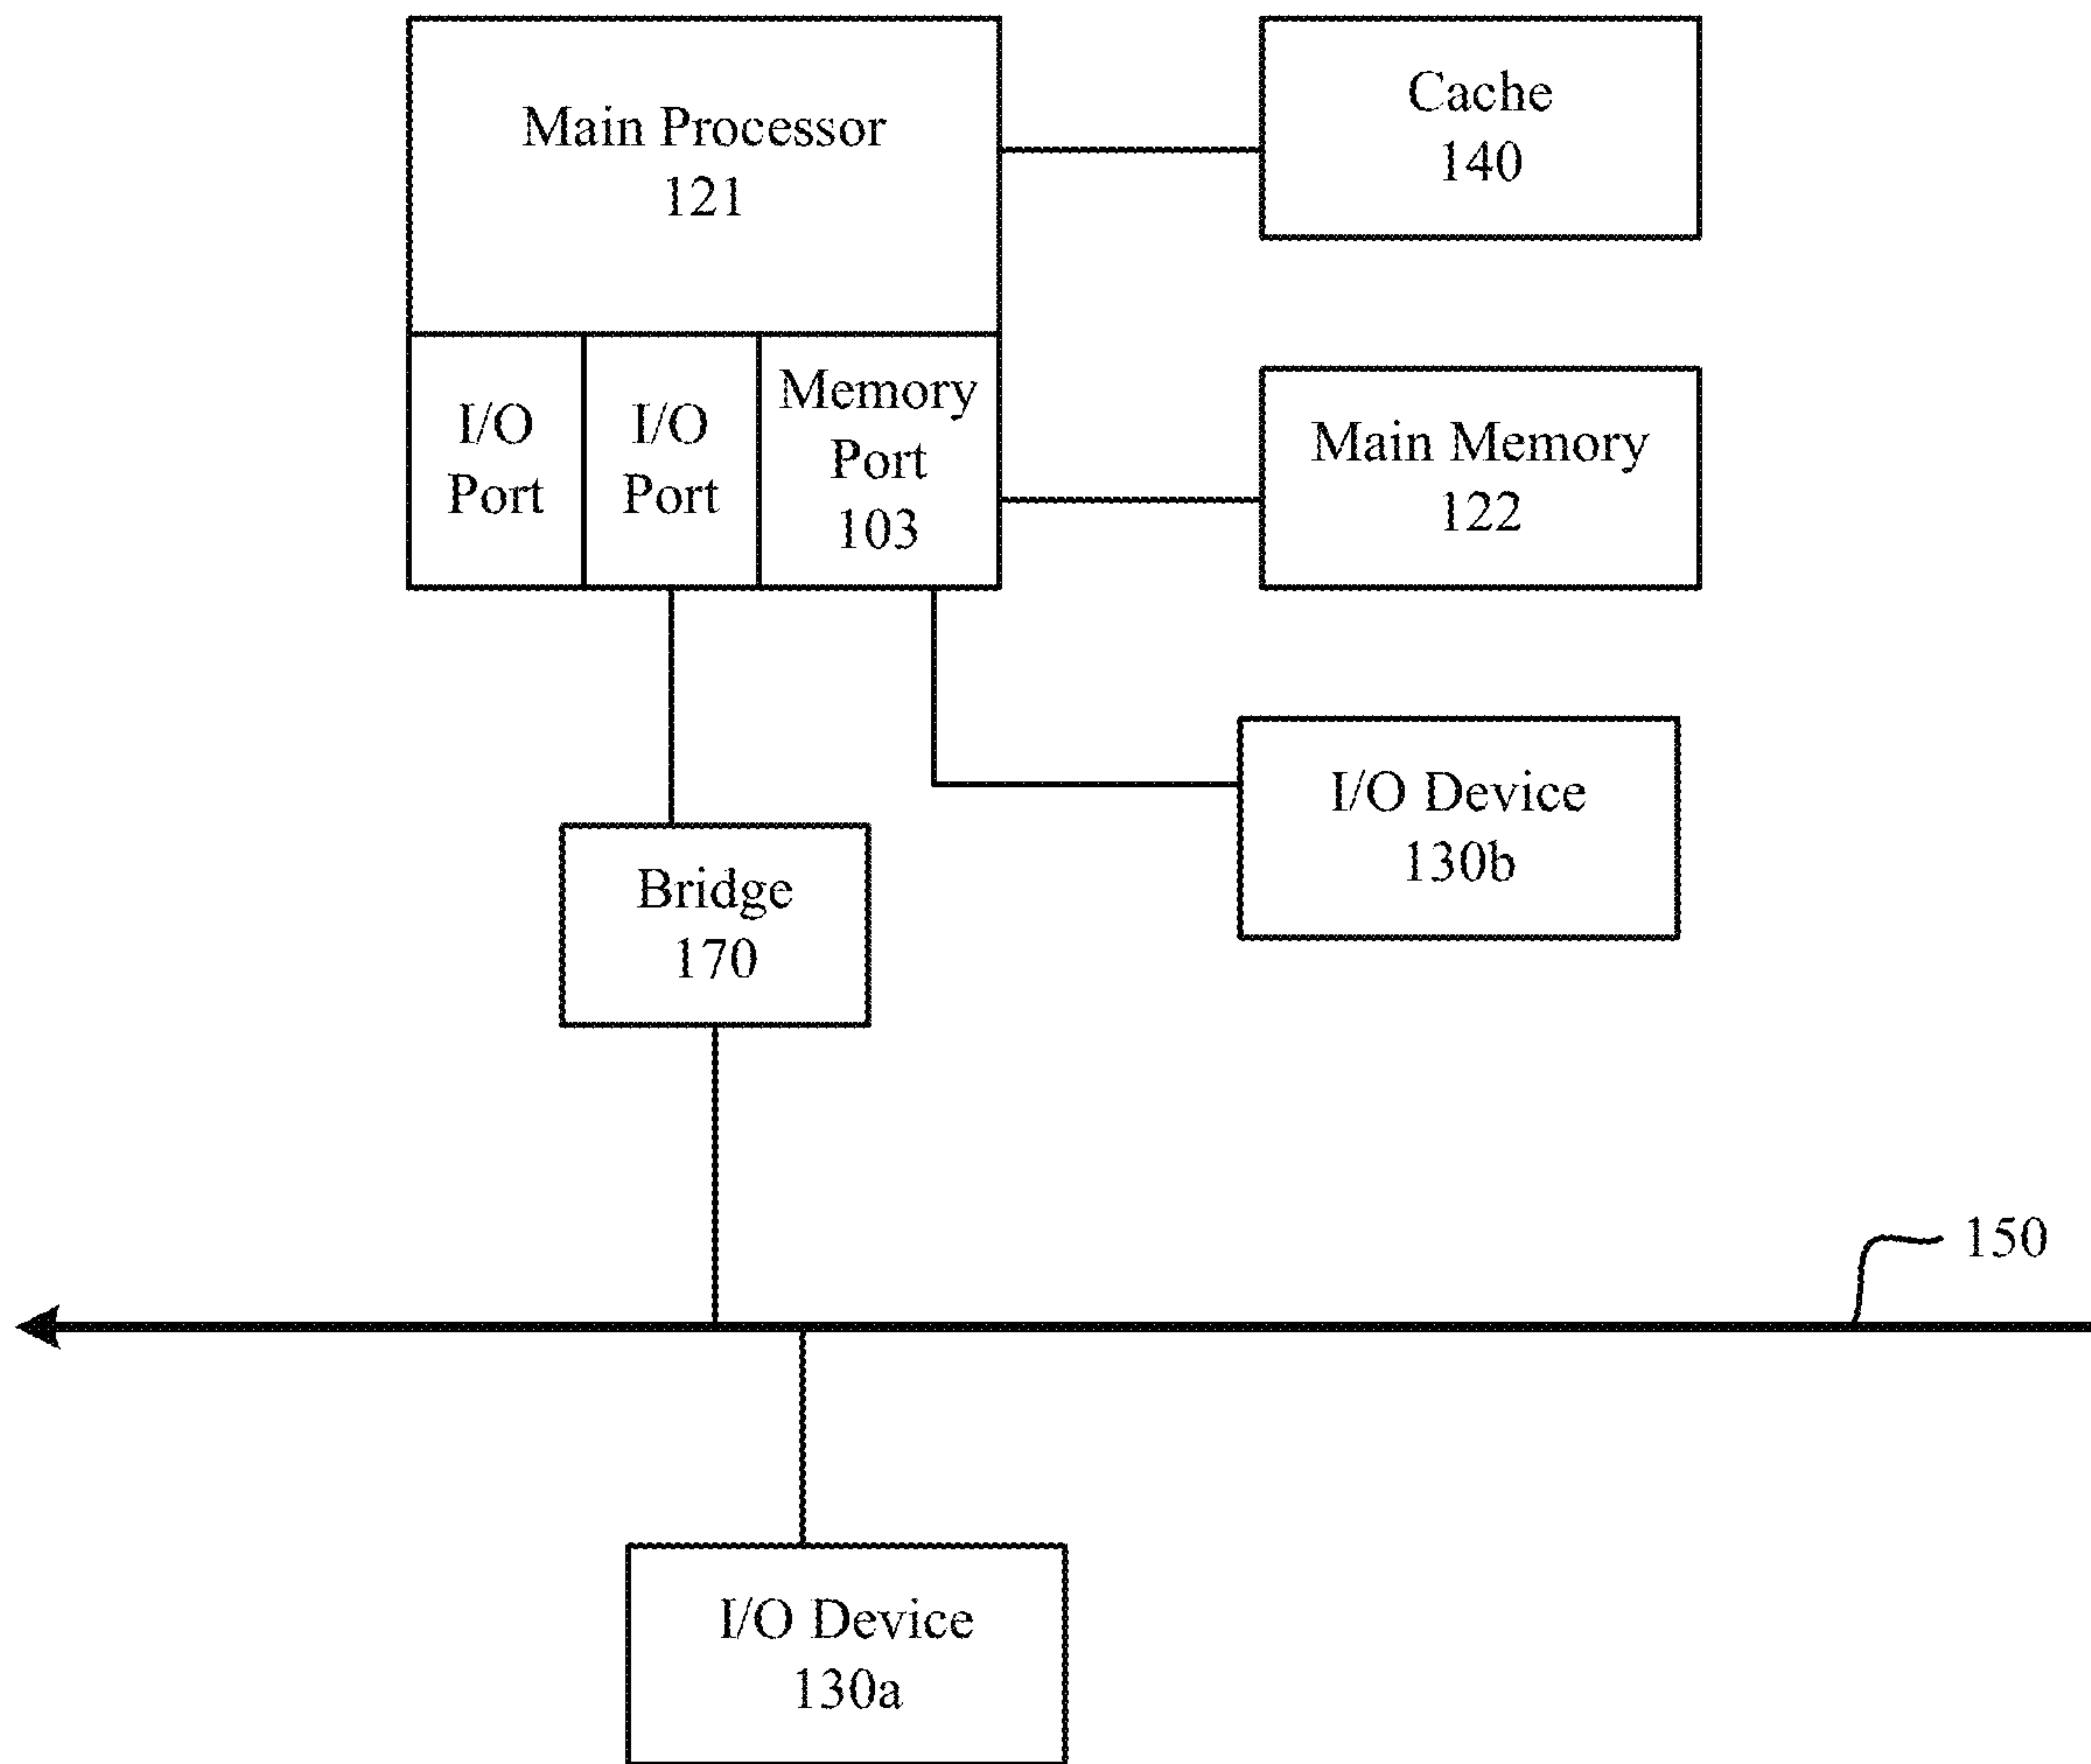 Main Processor
121
Cache
140
I/O
Port
I/O
Port
Memory
Port
103
Main Memory
122
I/O Device
130b
Bridge
170
150
I/O Device
130a